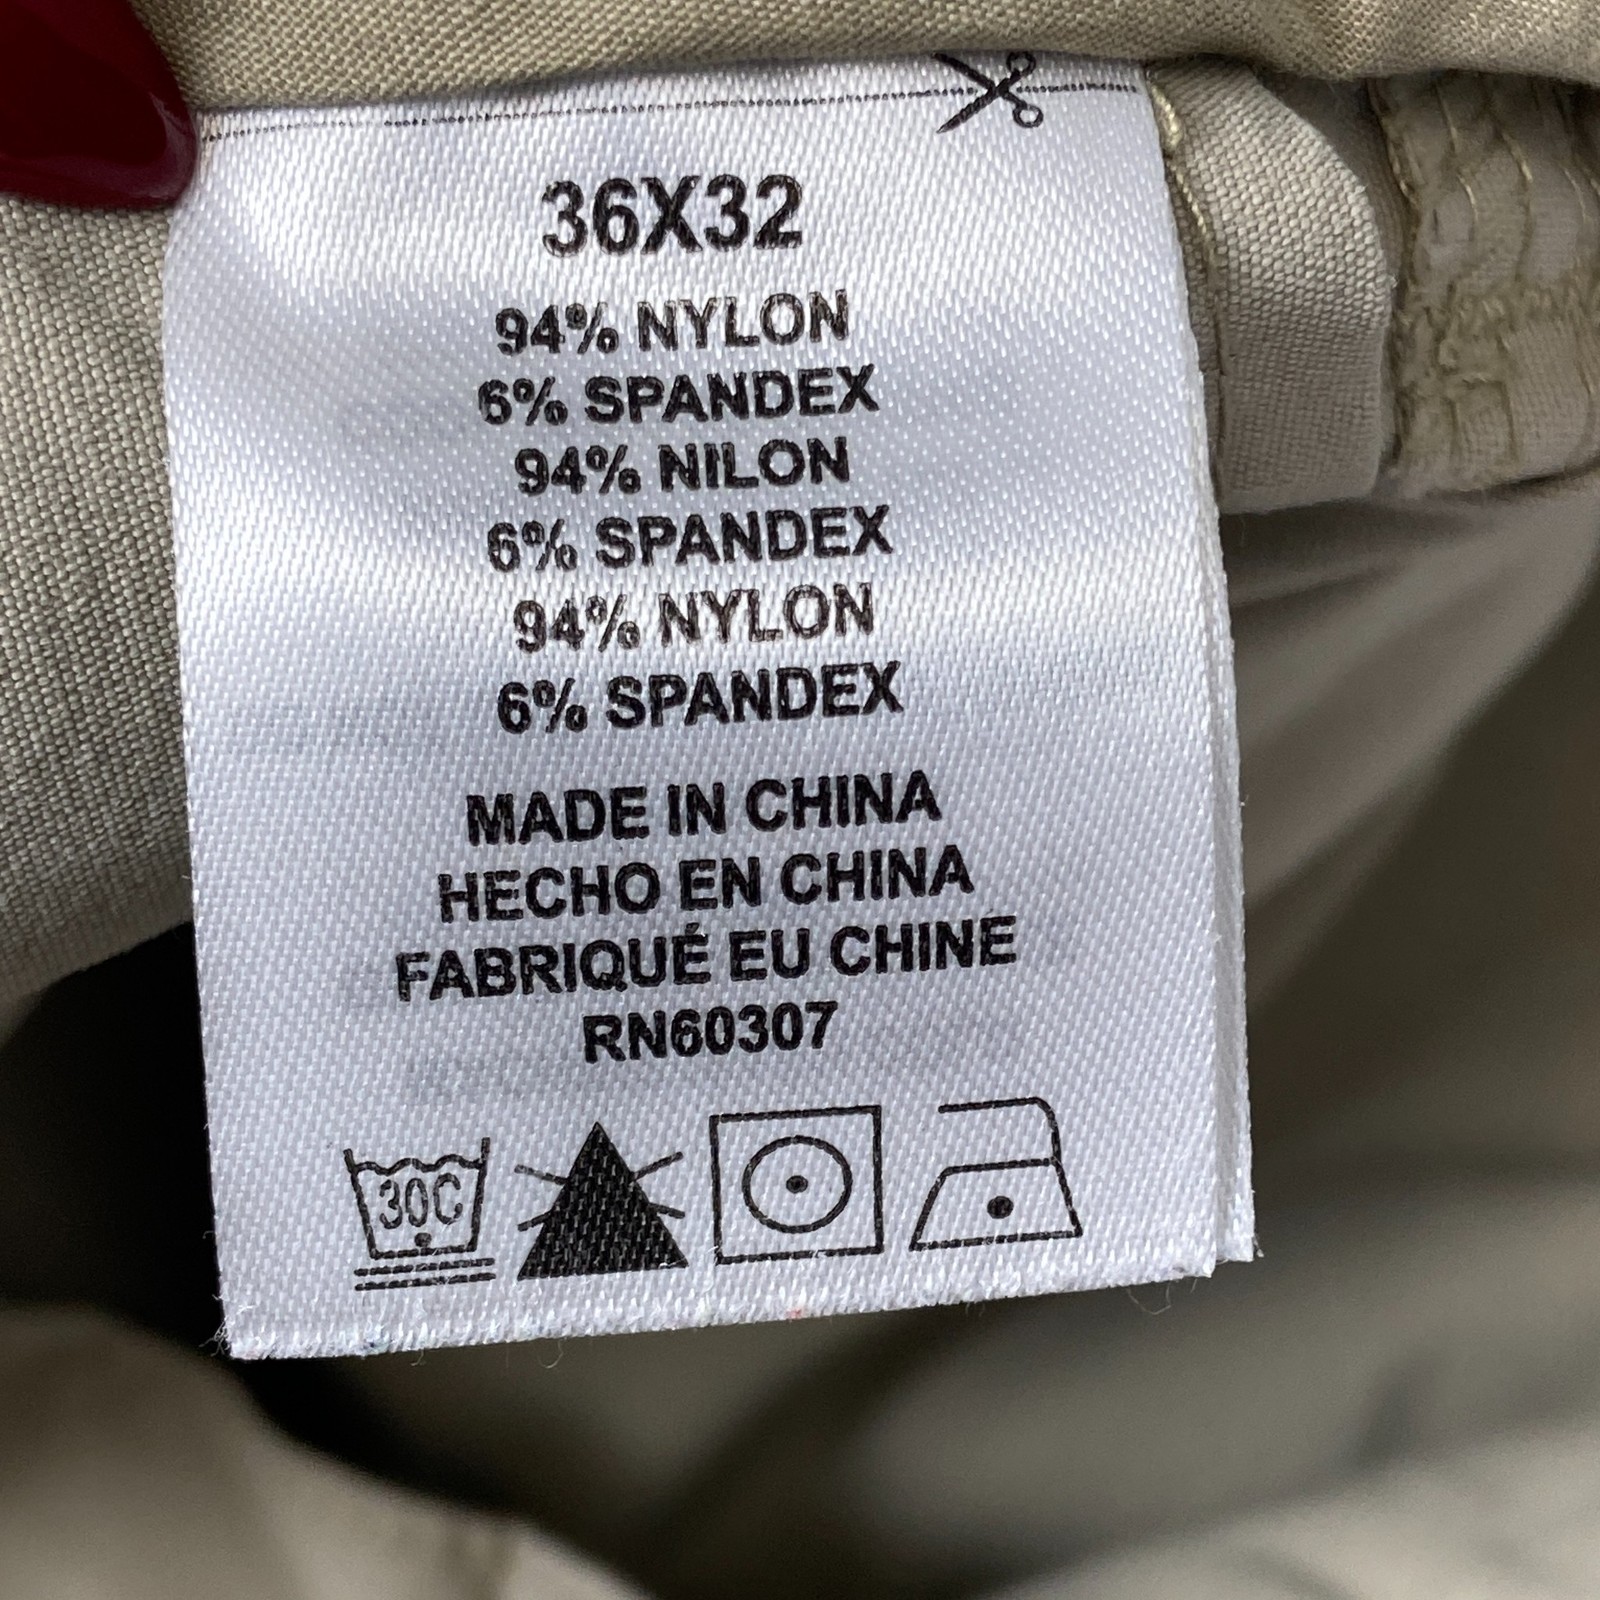 36X32
94% NYLON
6% SPANDEX
94% NILON
6% SPANDEX
94% NYLON
6% SPANDEX
MADE IN CHINA
HECHO EN CHINA
FABRIQUÉ EU CHINE
RN60307
30C